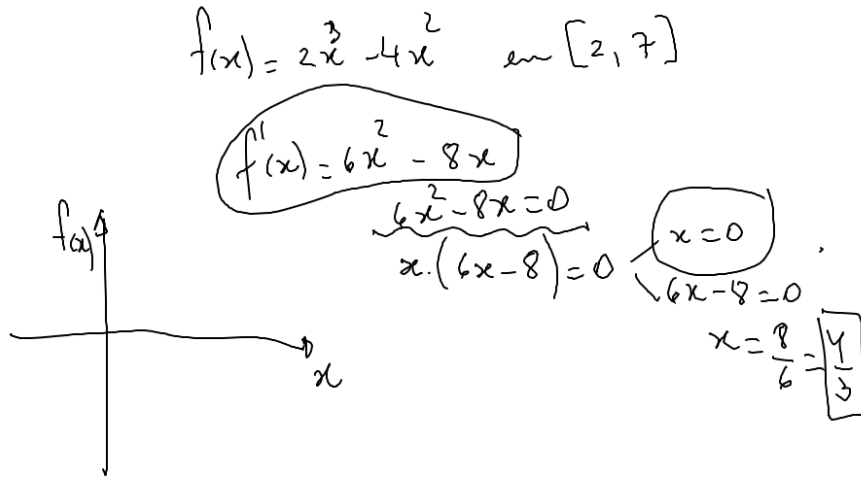 f(x) = 2x³ - 4x² en [2, 7]
f'(x) = 6x² - 8x
6x² - 8x = 0
x·(6x - 8) = 0
x = 0
6x - 8 = 0
x = 8/6 = 4/3
f(x)
x